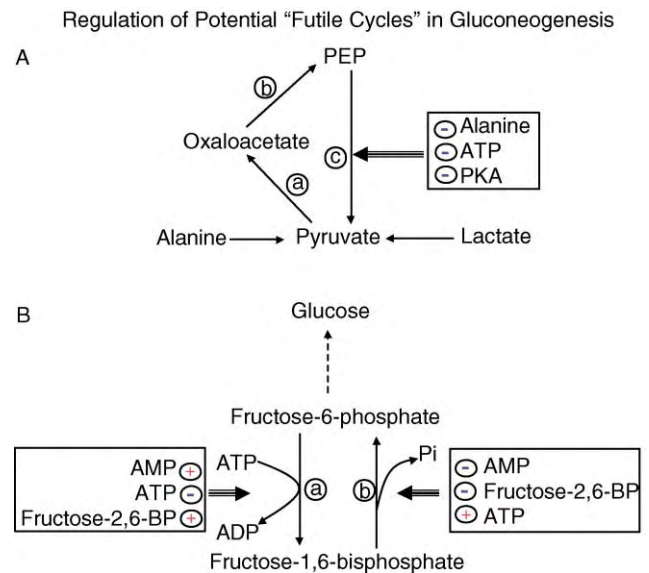 Regulation of Potential “Futile Cycles” in Gluconeogenesis
A
PEP
b
Oxaloacetate
c
- Alanine
- ATP
- PKA
a
Alanine
Pyruvate
Lactate
B
Glucose
Fructose-6-phosphate
AMP +
ATP -
Fructose-2,6-BP +
ATP
a
ADP
b
Pi
- AMP
- Fructose-2,6-BP
+ ATP
Fructose-1,6-bisphosphate